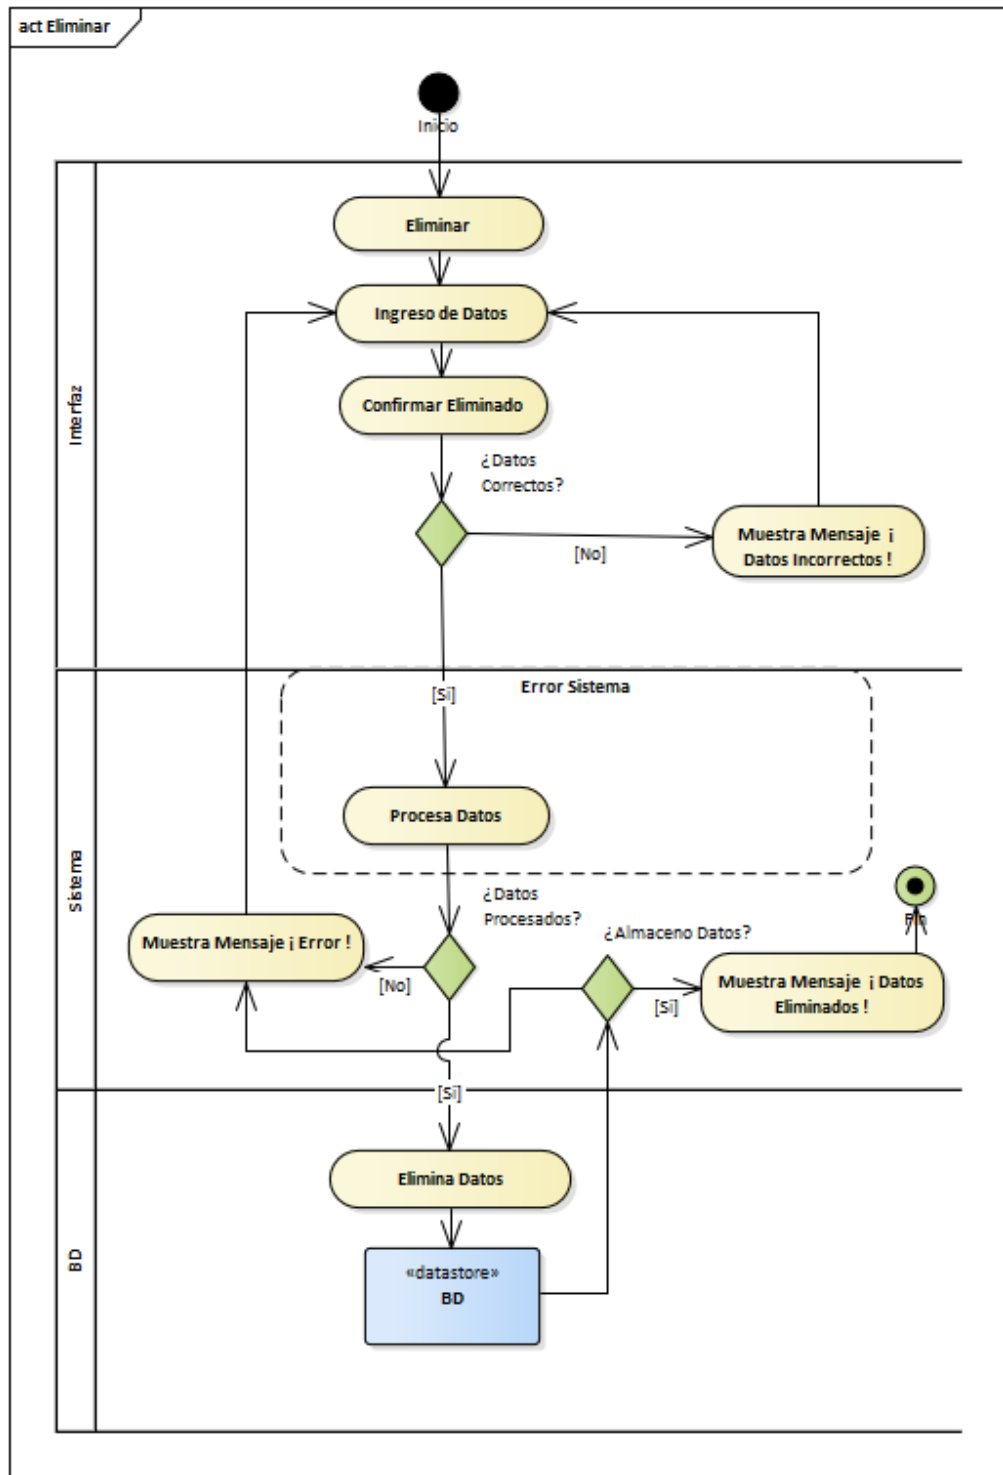 act Eliminar
Inicio
Interfaz
Eliminar
Ingreso de Datos
Confirmar Eliminado
¿Datos
Correctos?
[No]
Muestra Mensaje ¡
Datos Incorrectos !
[Si]
Error Sistema
Sistema
Procesa Datos
¿Datos
Procesados?
Muestra Mensaje ¡ Error !
[No]
¿Almaceno Datos?
[Si]
Muestra Mensaje ¡ Datos
Eliminados !
Fin
[Si]
BD
Elimina Datos
«datastore»
BD